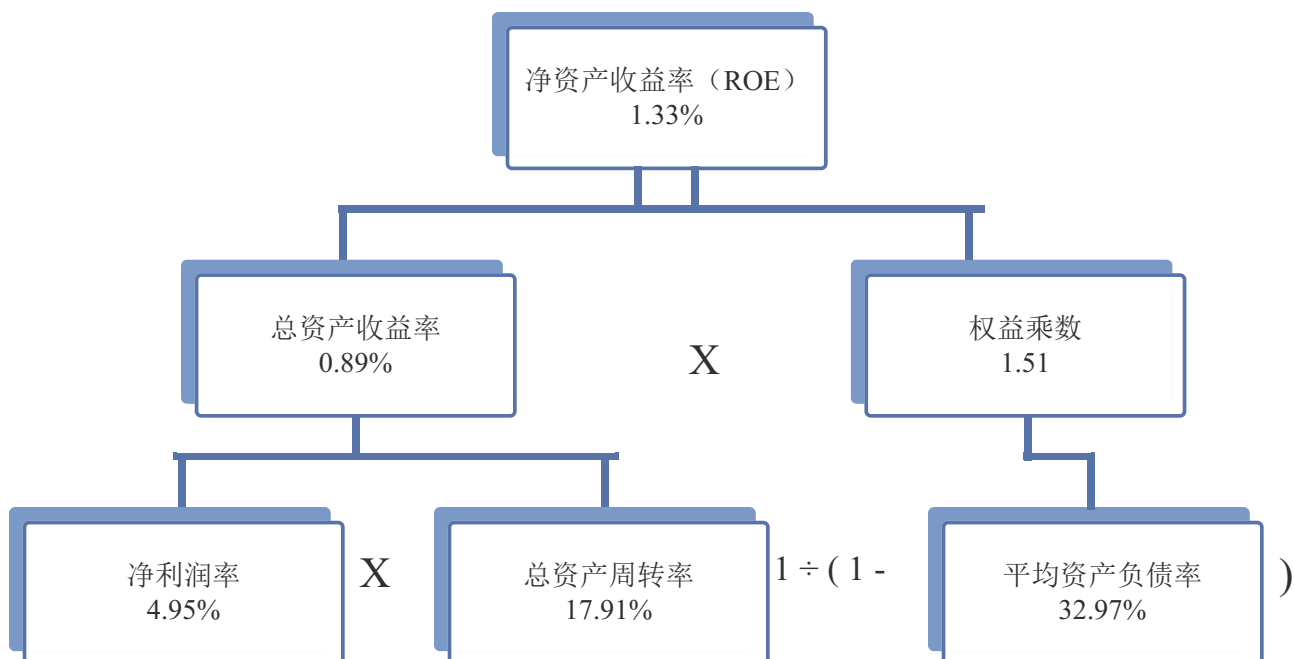 净资产收益率（ROE）
1.33%
总资产收益率
0.89%
X
权益乘数
1.51
净利润率
4.95%
X
总资产周转率
17.91%
1 ÷ ( 1 -
平均资产负债率
32.97%
)